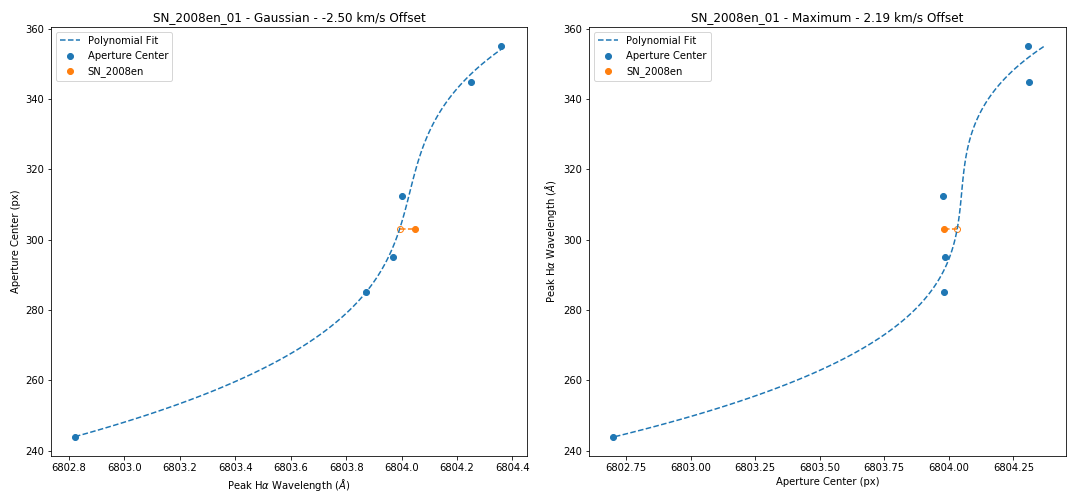 SN_2008en_01 - Gaussian - -2.50 km/s Offset
Polynomial Fit
Aperture Center
SN_2008en
360
340
320
300
280
260
240
Aperture Center (px)
6802.8 6803.0 6803.2 6803.4 6803.6 6803.8 6804.0 6804.2 6804.4
Peak Hα Wavelength (Å)
SN_2008en_01 - Maximum - 2.19 km/s Offset
Polynomial Fit
Aperture Center
SN_2008en
360
340
320
300
280
260
240
Peak Hα Wavelength (Å)
6802.75 6803.00 6803.25 6803.50 6803.75 6804.00 6804.25
Aperture Center (px)